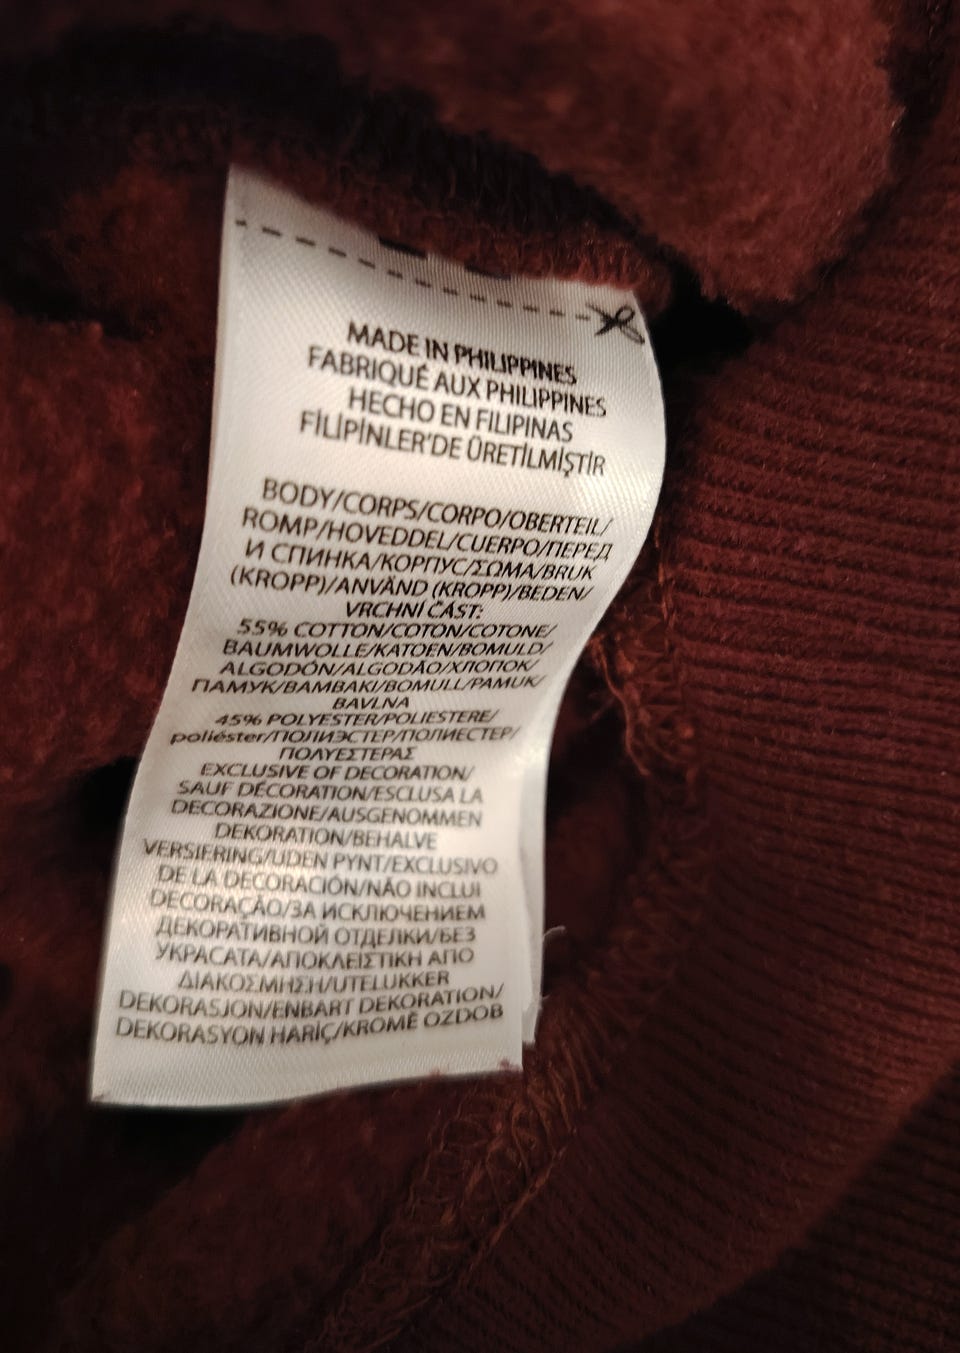 MADE IN PHILIPPINES
FABRIQUÉ AUX PHILIPPINES
HECHO EN FILIPINAS
FİLİPİNLER'DE ÜRETİLMİŞTİR
BODY/CORPS/CORPO/OBERTEIL/
ROMP/HOVEDDEL/CUERPO/ПЕРЕД
И СПИНКА/КОРПУС/ΣΩΜΑ/BRUK
(KROPP)/ANVÄND (KROPP)/BEDEN/
VRCHNÍ ČÁST:
55% COTTON/COTON/COTONE/
BAUMWOLLE/KATOEN/BOMULD/
ALGODÓN/ALGODÃO/ХЛОПОК/
ПАМУК/ΒΑΜΒΑΚΙ/BOMULL/PAMUK/
BAVLNA
45% POLYESTER/POLIESTERE/
poliéster/ПОЛИЭСТЕР/ПОЛИЕСТЕР/
ΠΟΛΥΕΣΤΕΡΑΣ
EXCLUSIVE OF DECORATION/
SAUF DÉCORATION/ESCLUSA LA
DECORAZIONE/AUSGENOMMEN
DEKORATION/BEHALVE
VERSIERING/UDEN PYNT/EXCLUSIVO
DE LA DECORACIÓN/NÃO INCLUI
DECORAÇÃO/ЗА ИСКЛЮЧЕНИЕМ
ДЕКОРАТИВНОЙ ОТДЕЛКИ/БЕЗ
УКРАСАТА/ΑΠΟΚΛΕΙΣΤΙΚΗ ΑΠΟ
ΔΙΑΚΟΣΜΗΣΗ/UTELUKKER
DEKORASJON/ENBART DEKORATION/
DEKORASYON HARİÇ/KROMĚ OZDOB